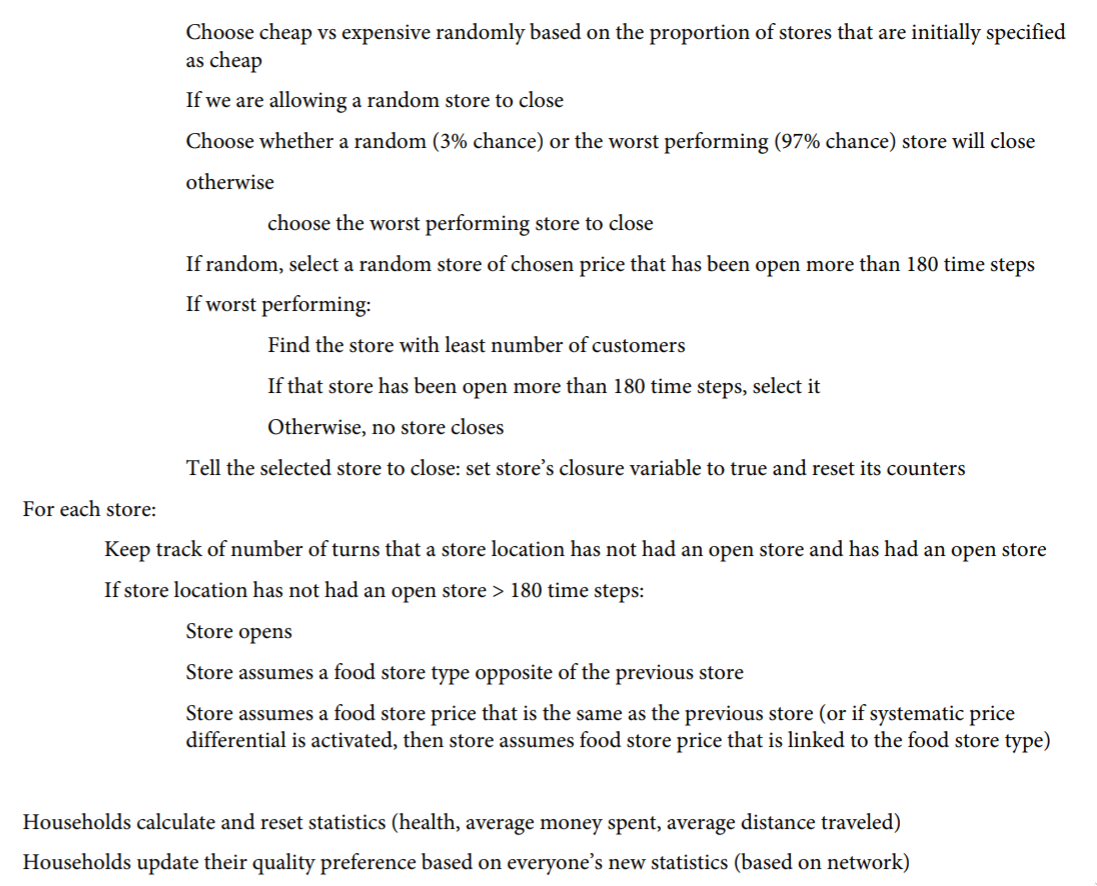 Choose cheap vs expensive randomly based on the proportion of stores that are initially specified
as cheap
If we are allowing a random store to close
Choose whether a random (3% chance) or the worst performing (97% chance) store will close
otherwise
choose the worst performing store to close
If random, select a random store of chosen price that has been open more than 180 time steps
If worst performing:
Find the store with least number of customers
If that store has been open more than 180 time steps, select it
Otherwise, no store closes
Tell the selected store to close: set store’s closure variable to true and reset its counters
For each store:
Keep track of number of turns that a store location has not had an open store and has had an open store
If store location has not had an open store > 180 time steps:
Store opens
Store assumes a food store type opposite of the previous store
Store assumes a food store price that is the same as the previous store (or if systematic price
differential is activated, then store assumes food store price that is linked to the food store type)
Households calculate and reset statistics (health, average money spent, average distance traveled)
Households update their quality preference based on everyone’s new statistics (based on network)